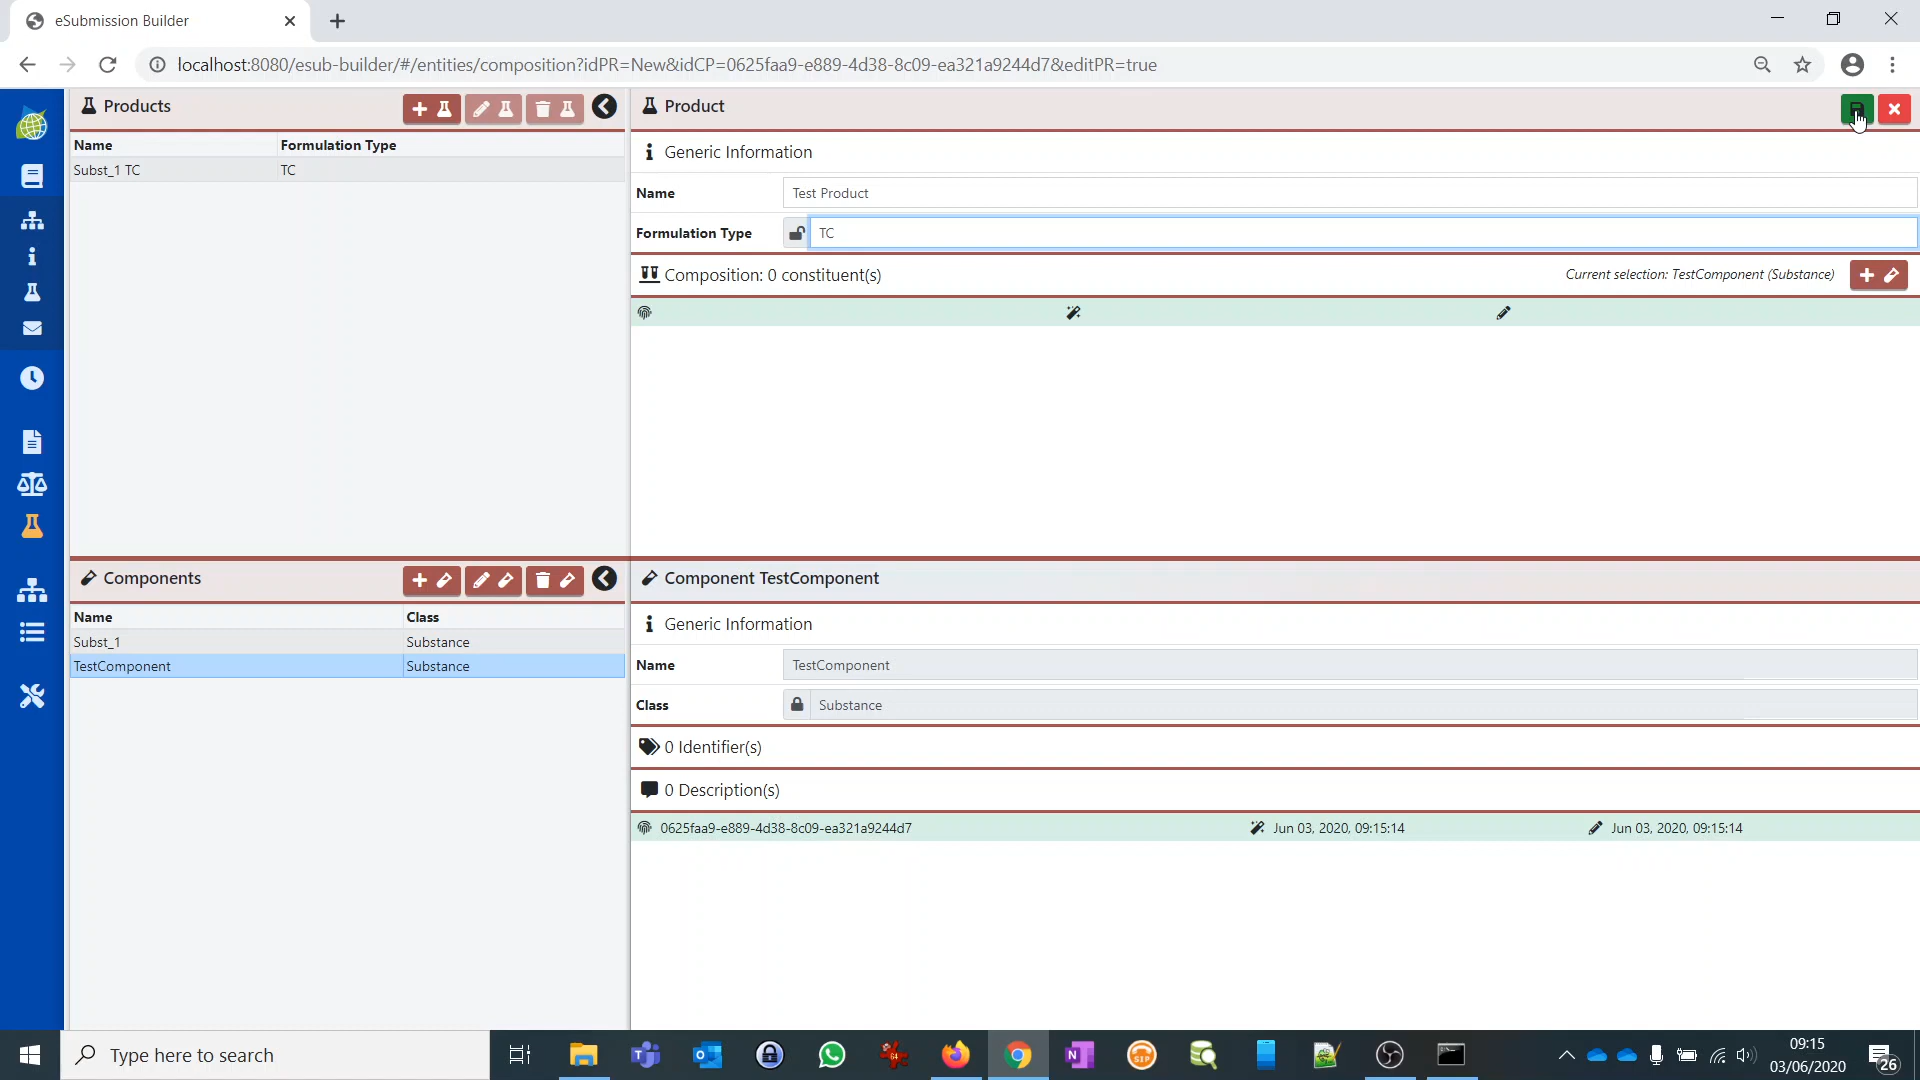 eSubmission Builder
localhost:8080/esub-builder/#/entities/composition?idPR=New&idCP=0625faa9-e889-4d38-8c09-ea321a9244d7&editPR=true
Products
Name Formulation Type
Subst_1 TC TC
Product
Generic Information
Name Test Product
Formulation Type TC
Composition: 0 constituent(s) Current selection: TestComponent (Substance)
Components
Name Class
Subst_1 Substance
TestComponent Substance
Component TestComponent
Generic Information
Name TestComponent
Class Substance
0 Identifier(s)
0 Description(s)
0625faa9-e889-4d38-8c09-ea321a9244d7 Jun 03, 2020, 09:15:14 Jun 03, 2020, 09:15:14
Type here to search
64
N
STP
09:15
03/06/2020
26